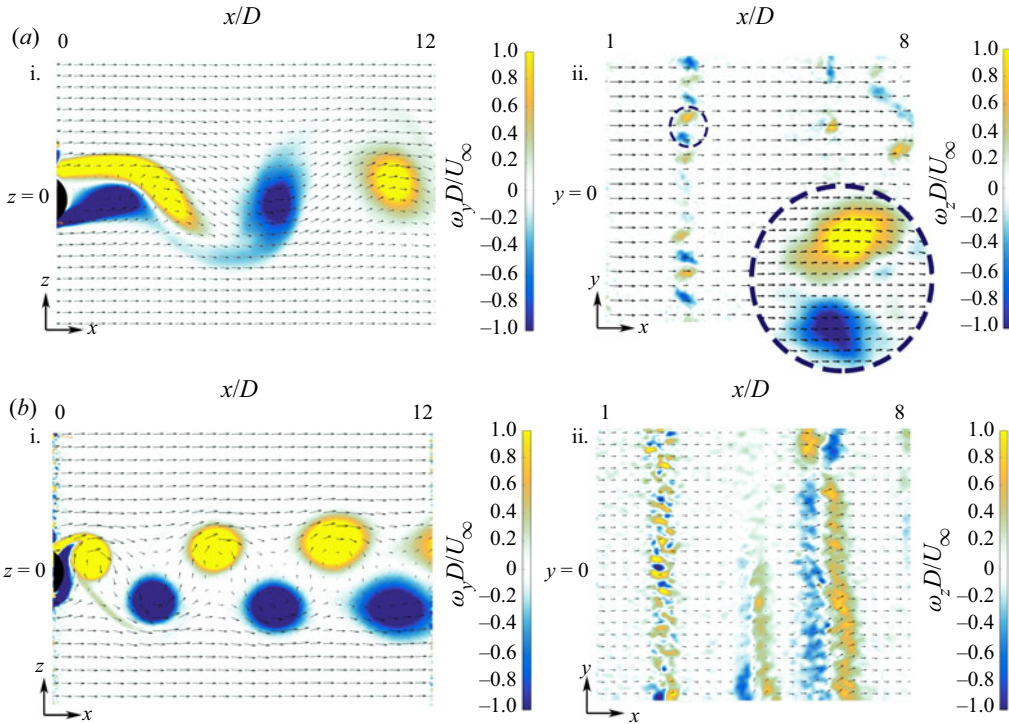 x/D
x/D
(a)
0
12
1
8
i.
ii.
1.0
0.8
0.6
0.4
0.2
0
–0.2
–0.4
–0.6
–0.8
–1.0
ω_y D/U_∞
1.0
0.8
0.6
0.4
0.2
0
–0.2
–0.4
–0.6
–0.8
–1.0
ω_z D/U_∞
z = 0
y = 0
z
x
y
x
x/D
x/D
(b)
0
12
1
8
i.
ii.
1.0
0.8
0.6
0.4
0.2
0
–0.2
–0.4
–0.6
–0.8
–1.0
ω_y D/U_∞
1.0
0.8
0.6
0.4
0.2
0
–0.2
–0.4
–0.6
–0.8
–1.0
ω_z D/U_∞
z = 0
y = 0
z
x
y
x